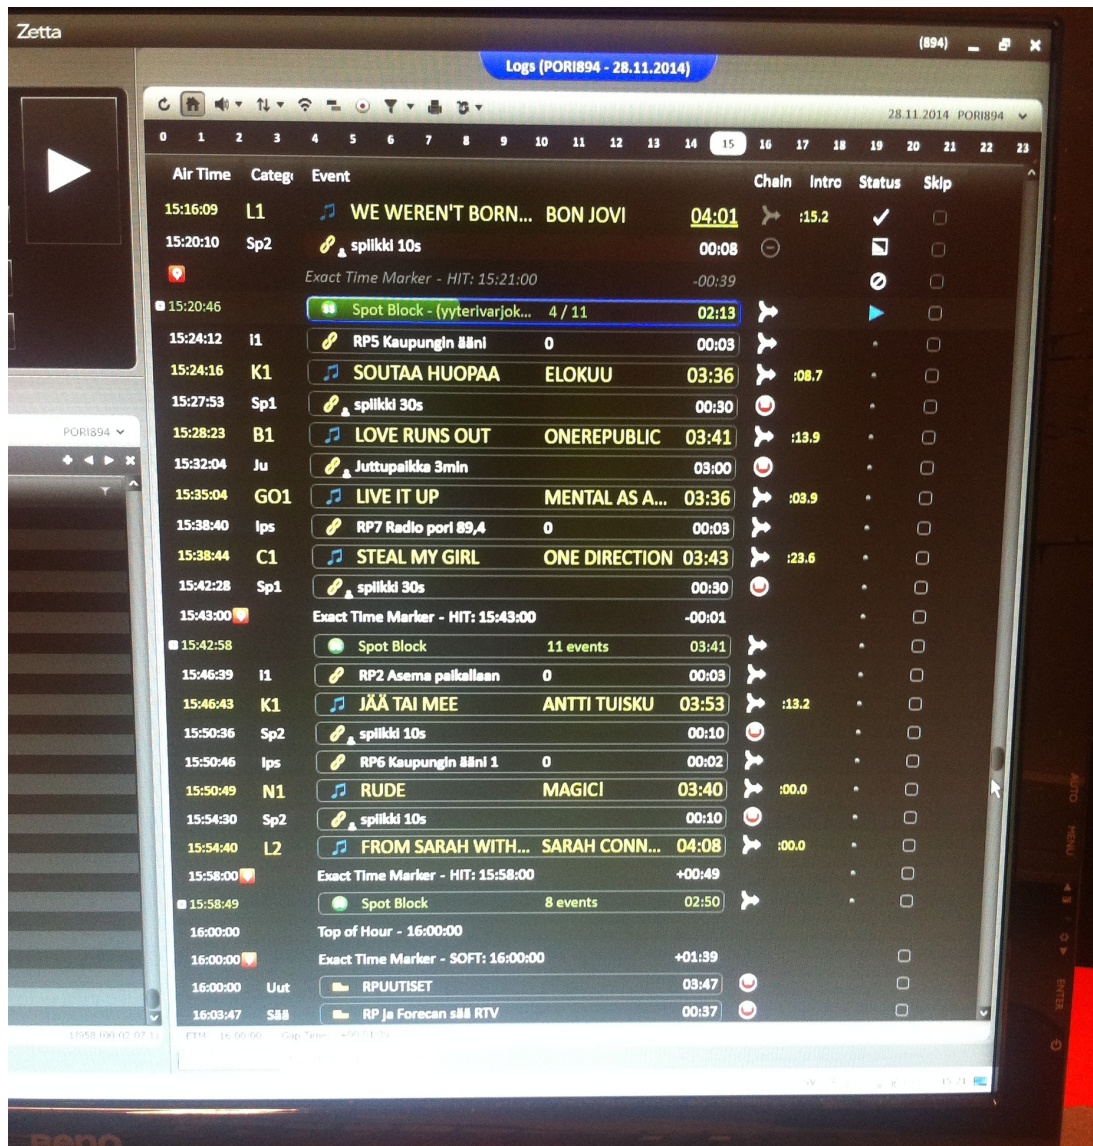 Zetta
(894)
Logs (PORI894 - 28.11.2014)
28.11.2014 PORI894
0 1 2 3 4 5 6 7 8 9 10 11 12 13 14 15 16 17 18 19 20 21 22 23
Air Time Catego Event Chain Intro Status Skip
15:16:09 L1 WE WEREN'T BORN... BON JOVI 04:01 :15.2
15:20:10 Sp2 spiikki 10s 00:08
Exact Time Marker - HIT: 15:21:00 -00:39
15:20:46 Spot Block - (yyterivarjok... 4 / 11 02:13
15:24:12 i1 RP5 Kaupungin ääni 0 00:03
15:24:16 K1 SOUTAA HUOPAA ELOKUU 03:36 :08.7
15:27:53 Sp1 spiikki 30s 00:30
15:28:23 B1 LOVE RUNS OUT ONEREPUBLIC 03:41 :13.9
15:32:04 Ju Juttupaikka 3min 03:00
15:35:04 GO1 LIVE IT UP MENTAL AS A... 03:36 :03.9
15:38:40 Ips RP7 Radio pori 89,4 0 00:03
15:38:44 C1 STEAL MY GIRL ONE DIRECTION 03:43 :23.6
15:42:28 Sp1 spiikki 30s 00:30
15:43:00 Exact Time Marker - HIT: 15:43:00 -00:01
15:42:58 Spot Block 11 events 03:41
15:46:39 i1 RP2 Asema paikallaan 0 00:03
15:46:43 K1 JÄÄ TAI MEE ANTTI TUISKU 03:53 :13.2
15:50:36 Sp2 spiikki 10s 00:10
15:50:46 Ips RP6 Kaupungin ääni 1 0 00:02
15:50:49 N1 RUDE MAGIC! 03:40 :00.0
15:54:30 Sp2 spiikki 10s 00:10
15:54:40 L2 FROM SARAH WITH... SARAH CONN... 04:08 :00.0
15:58:00 Exact Time Marker - HIT: 15:58:00 +00:49
15:58:49 Spot Block 8 events 02:50
16:00:00 Top of Hour - 16:00:00
16:00:00 Exact Time Marker - SOFT: 16:00:00 +01:39
16:00:00 Uut RPUUTISET 03:47
16:03:47 Sää RP ja Forecan sää RTV 00:37
PORI894
ETM 16:00:00 Gap Time +00:01:39
15:21
AUTO
MENU
ENTER
BenQ